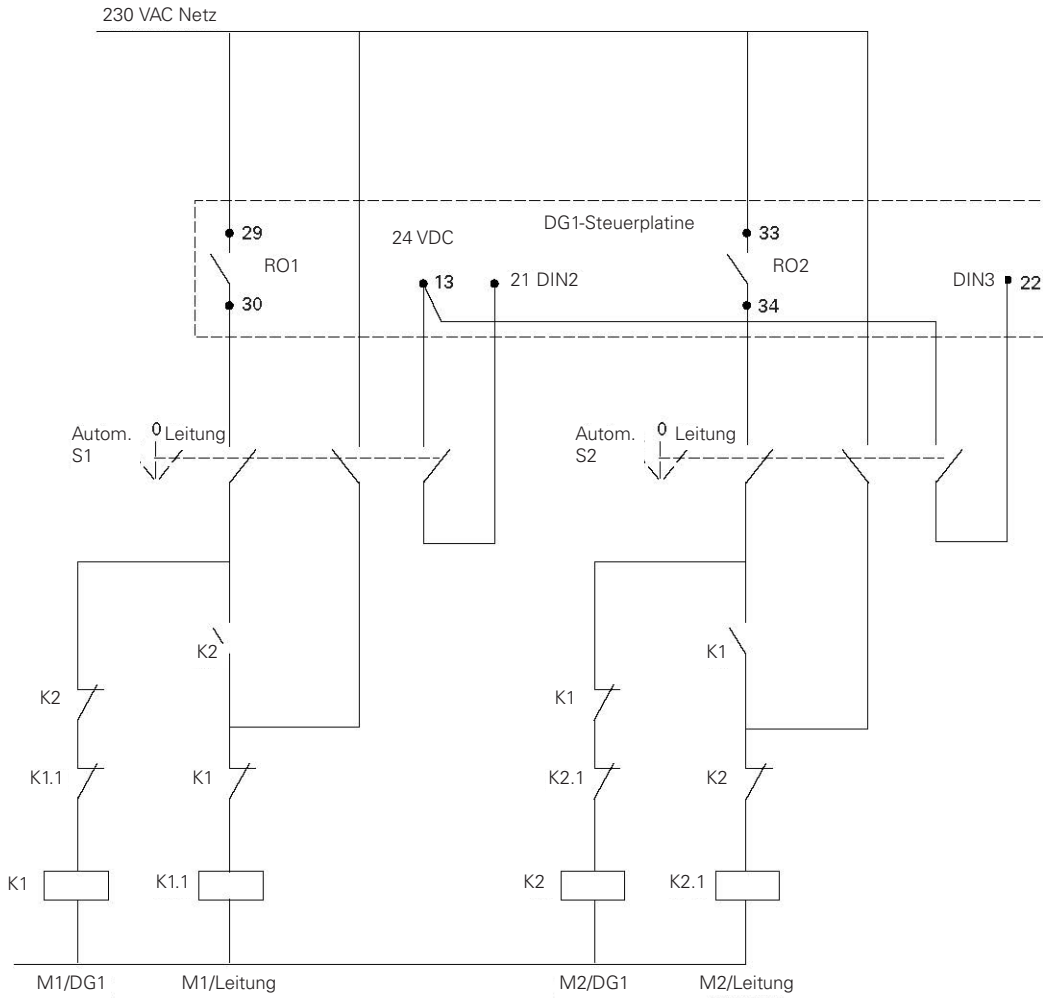 230 VAC Netz
DG1-Steuerplatine
29
24 VDC
33
RO1
RO2
13
21 DIN2
DIN3
22
30
34
Autom.
0
Leitung
S1
Autom.
0
Leitung
S2
K2
K1
K2
K1
K1.1
K1
K2.1
K2
K1
K1.1
K2
K2.1
M1/DG1
M1/Leitung
M2/DG1
M2/Leitung